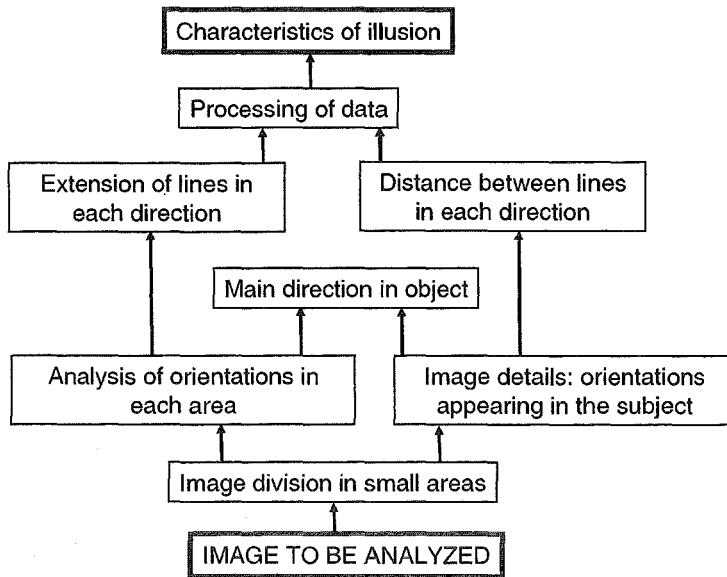 Characteristics of illusion
Processing of data
Extension of lines in
each direction
Distance between lines
in each direction
Main direction in object
Analysis of orientations in
each area
Image details: orientations
appearing in the subject
Image division in small areas
IMAGE TO BE ANALYZED